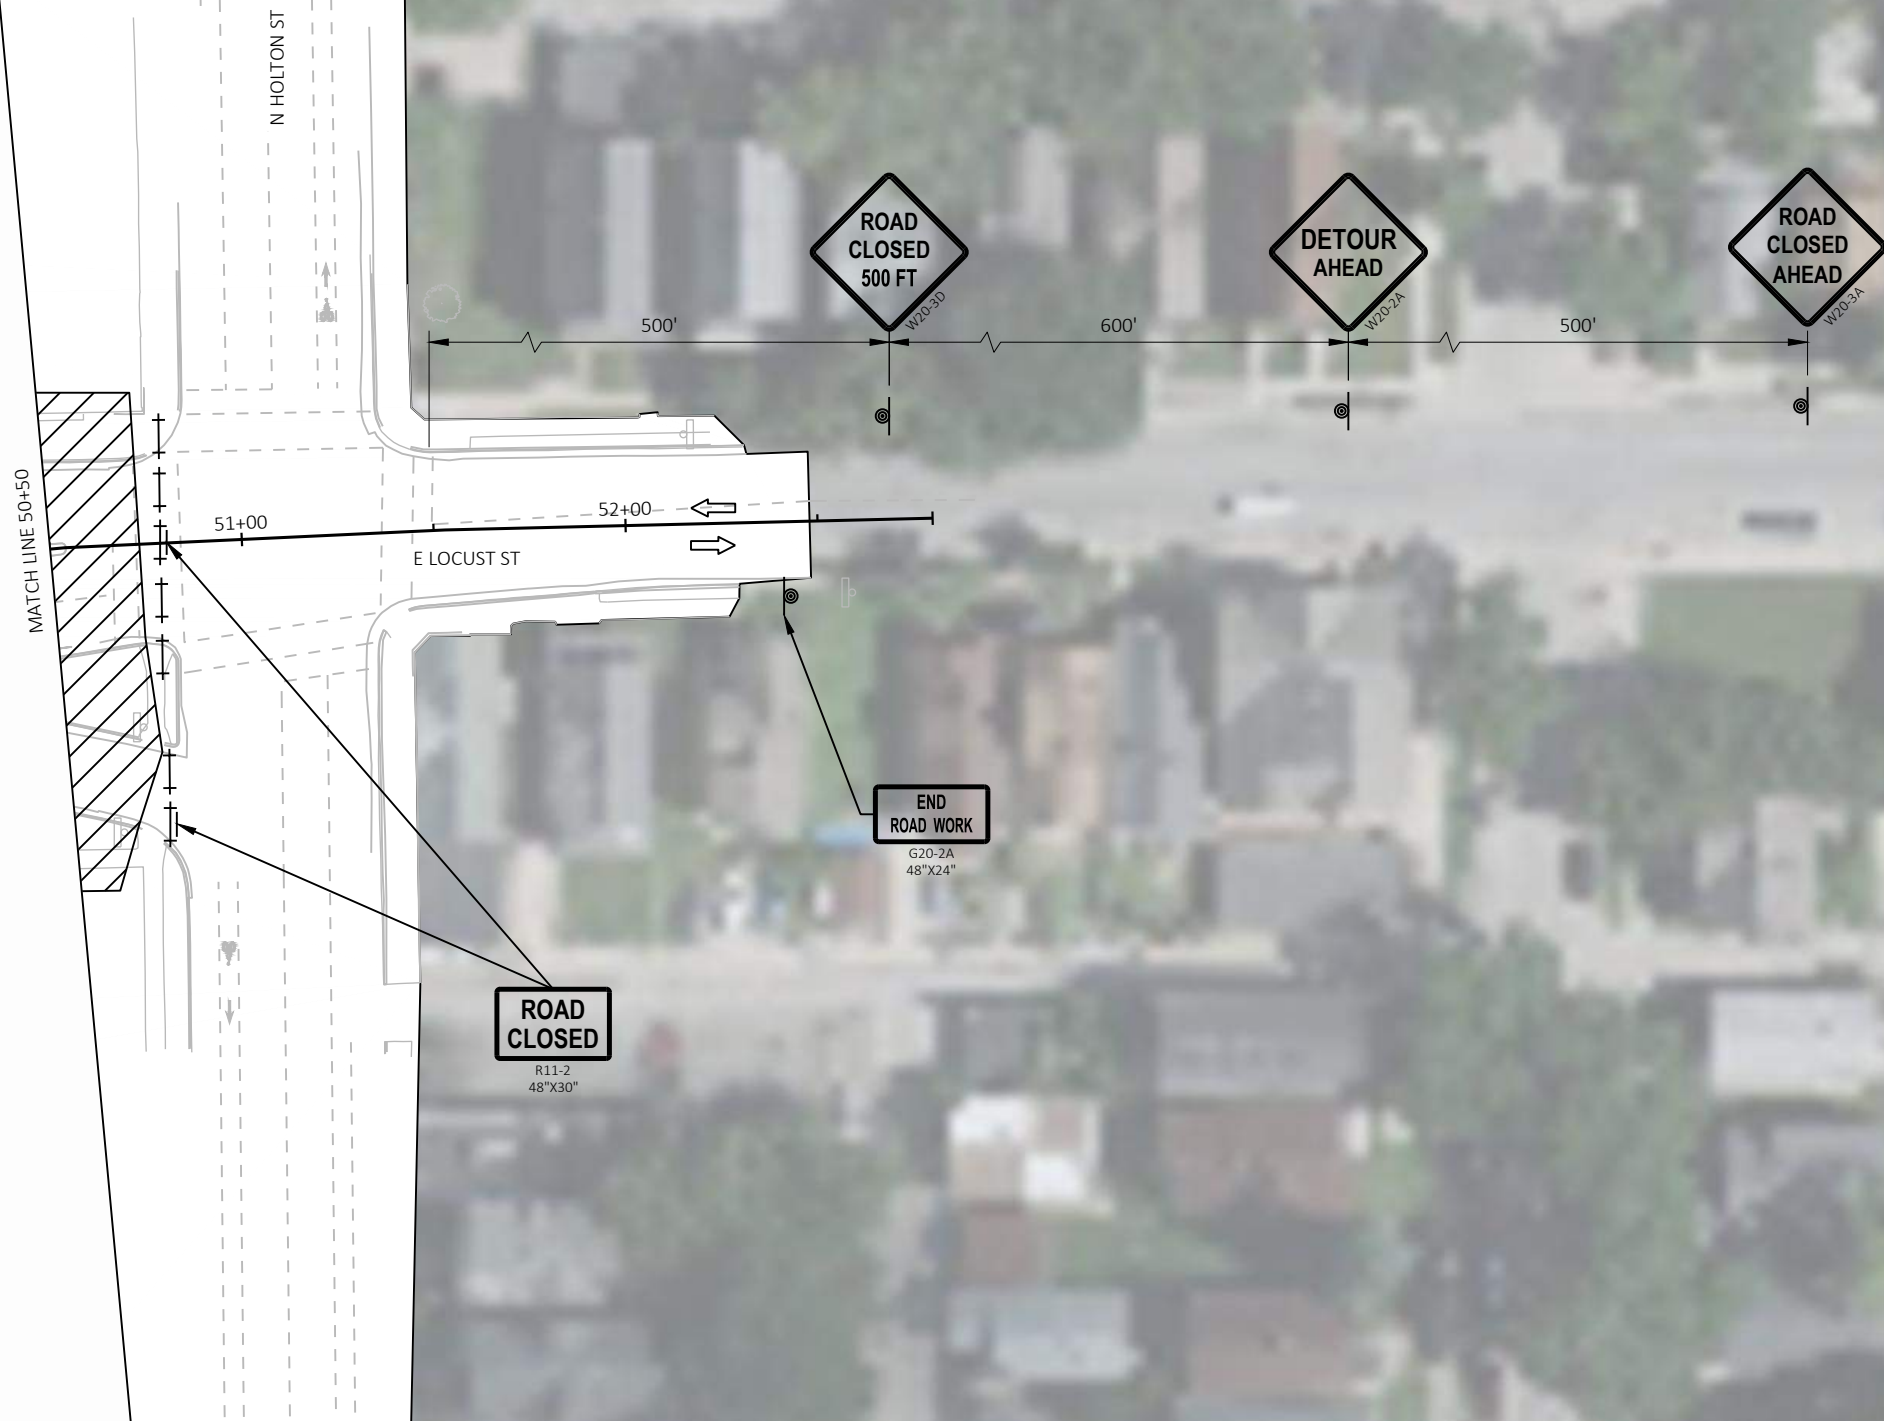 N HOLTON ST
ROAD
CLOSED
500 FT
W20-3D
DETOUR
AHEAD
W20-2A
ROAD
CLOSED
AHEAD
W20-3A
500'
600'
500'
MATCH LINE 50+50
51+00
52+00
E LOCUST ST
END
ROAD WORK
G20-2A
48"X24"
ROAD
CLOSED
R11-2
48"X30"